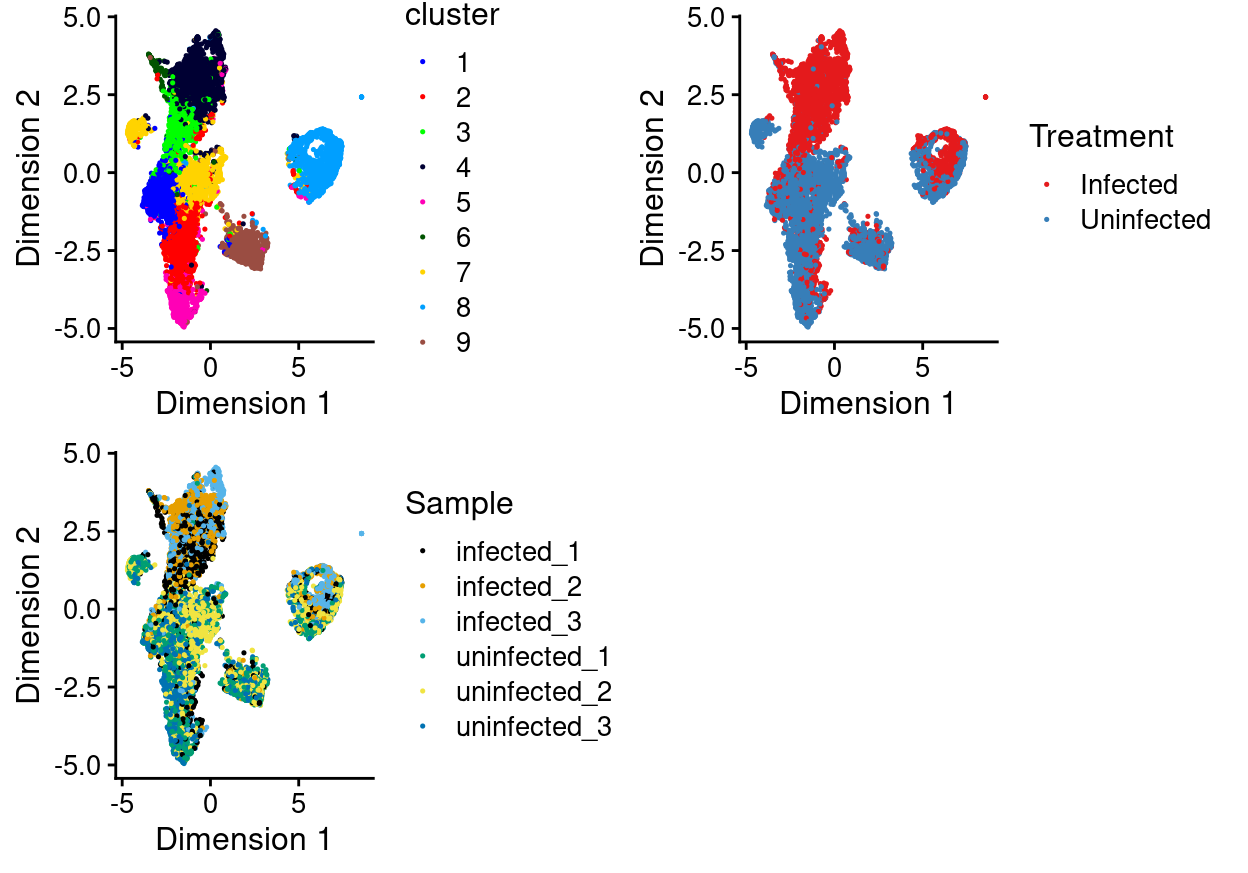 cluster
1
2
3
4
5
6
7
8
9
5.0
2.5
0.0
-2.5
-5.0
Dimension 2
-5 0 5
Dimension 1
5.0
2.5
0.0
-2.5
-5.0
Dimension 2
-5 0 5
Dimension 1
Treatment
Infected
Uninfected
5.0
2.5
0.0
-2.5
-5.0
Dimension 2
-5 0 5
Dimension 1
Sample
infected_1
infected_2
infected_3
uninfected_1
uninfected_2
uninfected_3